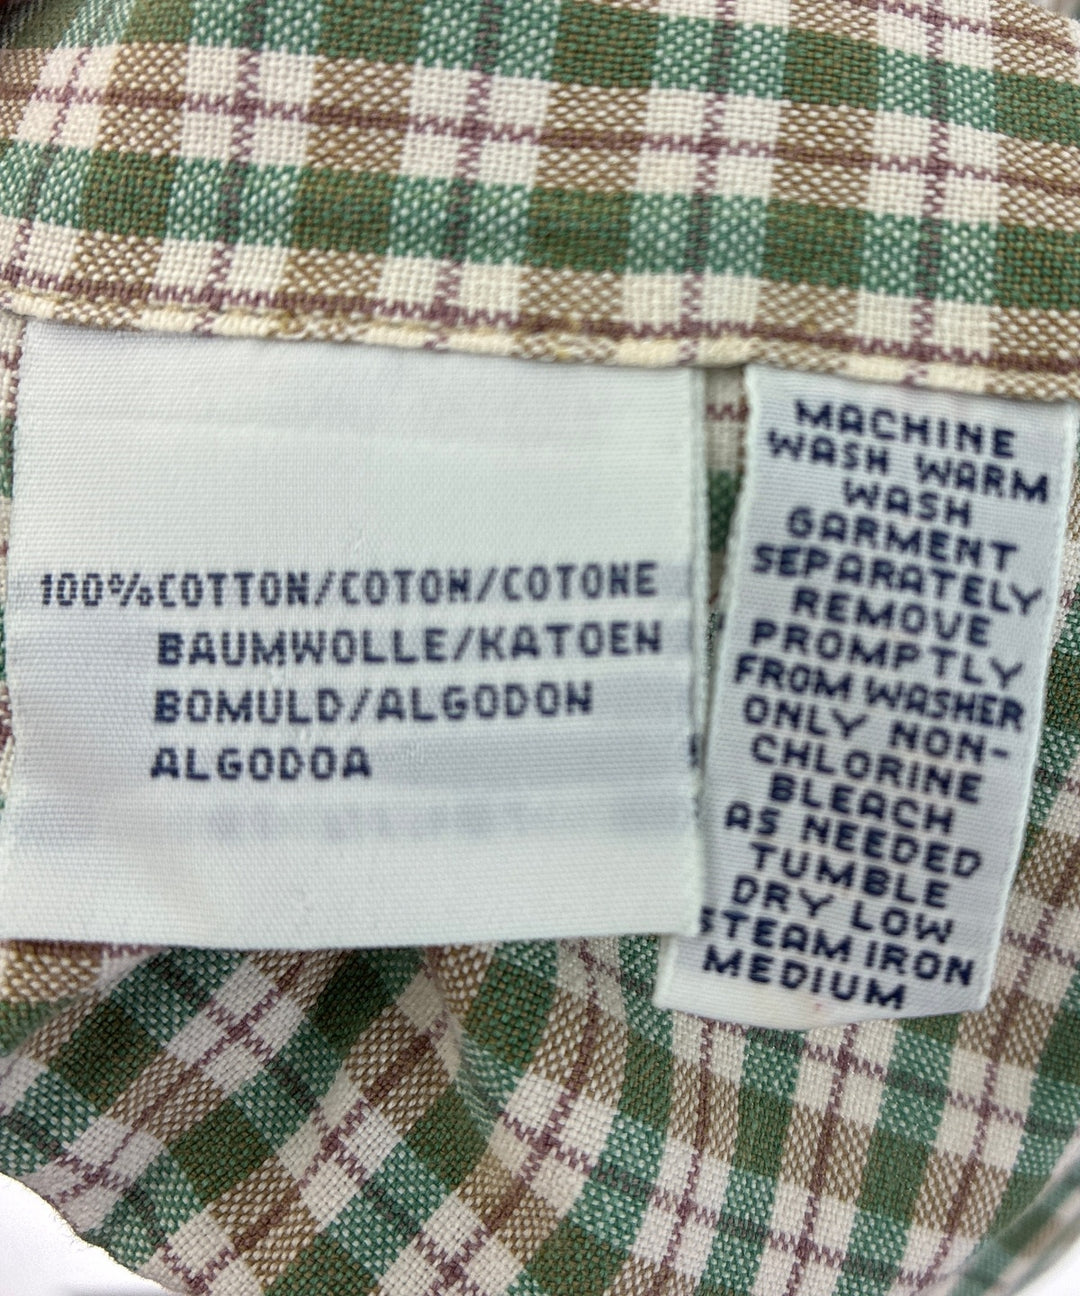 100%COTTON/COTON/COTONE
BAUMWOLLE/KATOEN
BOMULD/ALGODON
ALGODOA
MACHINE
WASH WARM
WASH
GARMENT
SEPARATELY
REMOVE
PROMPTLY
FROM WASHER
ONLY NON-
CHLORINE
BLEACH
AS NEEDED
TUMBLE
DRY LOW
STEAM IRON
MEDIUM